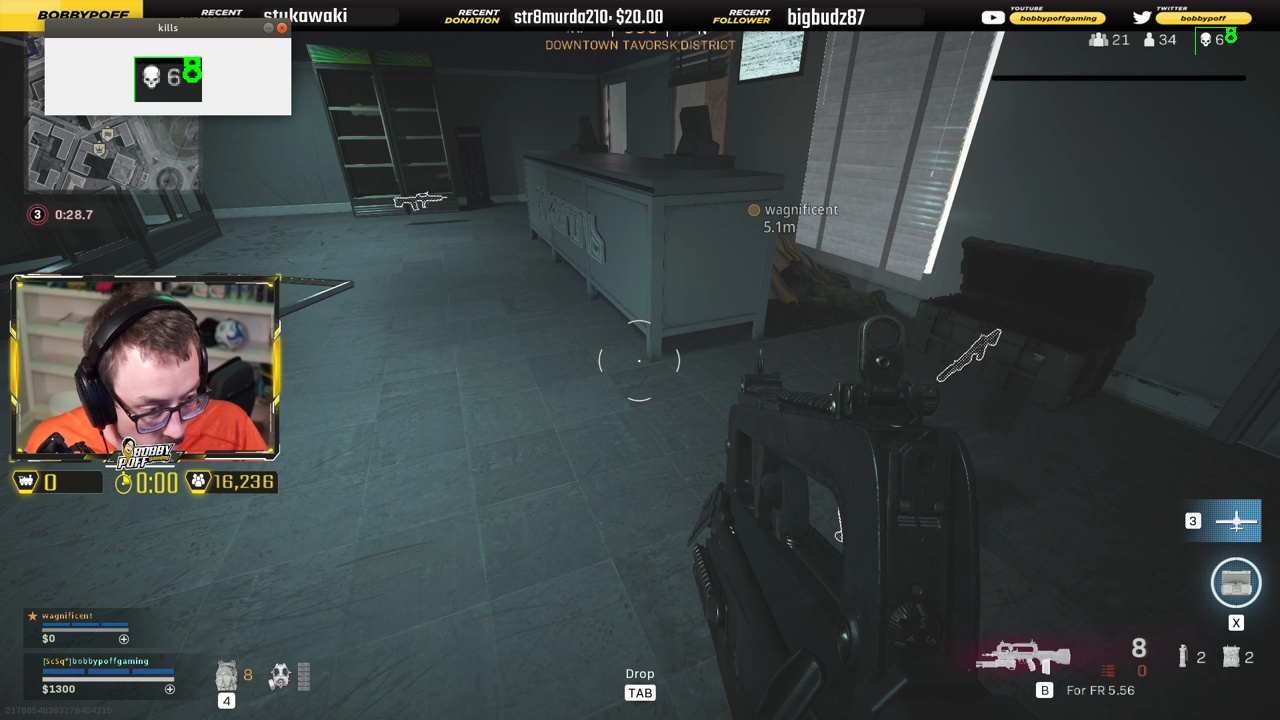 BOBBYPOFF
RECENT
stukawaki
RECENT
DONATION
str8murda210: $20.00
RECENT
FOLLOWER
bigbudz87
YOUTUBE
bobbypoffgaming
TWITTER
bobbypoff
kills
6
8
DOWNTOWN TAVORSK DISTRICT
21
34
6
8
3
0:28.7
wagnificent
5.1m
BOBBY
POFF
0
0:00
16,236
3
X
wagnificent
$0
[ScSq*]bobbypoffgaming
$1300
8
4
Drop
TAB
8
0
2
2
B
For FR 5.56